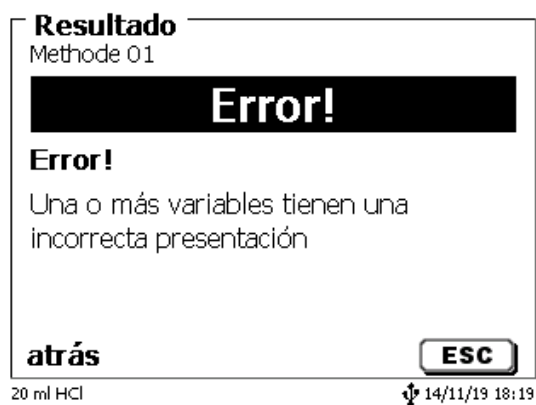 Resultado
Methode 01
Error!
Error!
Una o más variables tienen una
incorrecta presentación
atrás ESC
20 ml HCl 14/11/19 18:19